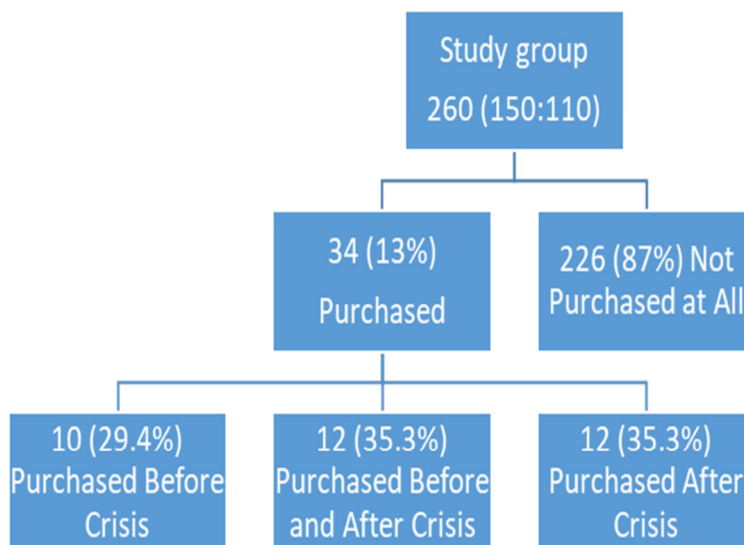 Study group
260 (150:110)
34 (13%)
Purchased
226 (87%) Not
Purchased at All
10 (29.4%)
Purchased Before
Crisis
12 (35.3%)
Purchased Before
and After Crisis
12 (35.3%)
Purchased After
Crisis